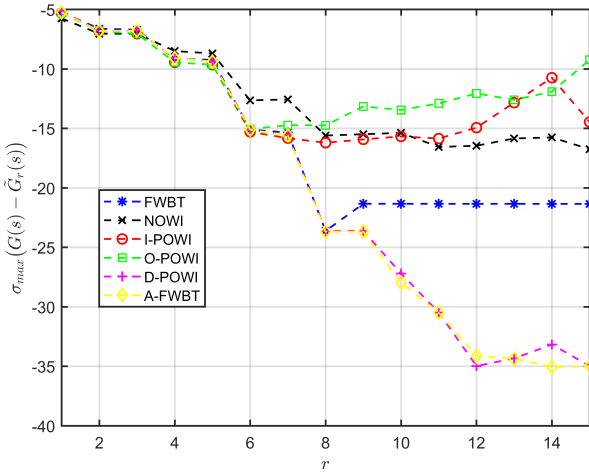 -5
-10
-15
-20
-25
-30
-35
-40
σmax(G(s) − G̃r(s))
FWBT
NOWI
I-POWI
O-POWI
D-POWI
A-FWBT
2 4 6 8 10 12 14
r